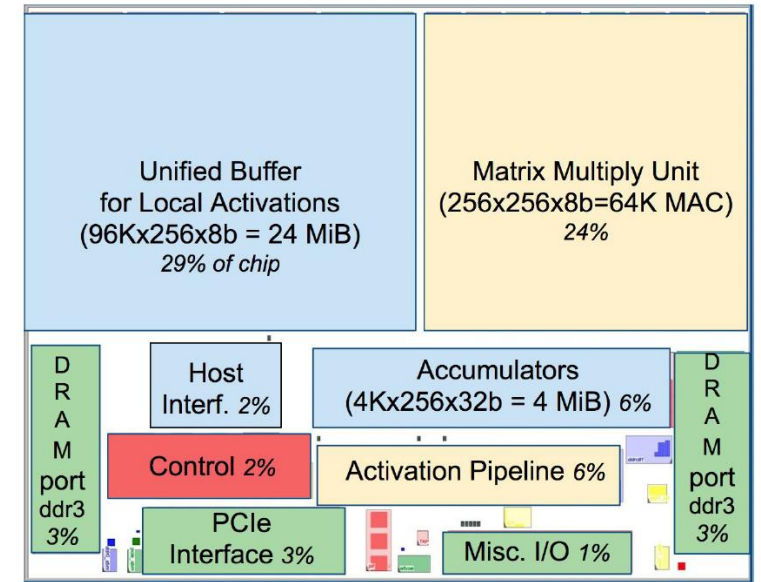 Unified Buffer
for Local Activations
(96Kx256x8b = 24 MiB)
29% of chip
Matrix Multiply Unit
(256x256x8b=64K MAC)
24%
D
R
A
M
port
ddr3
3%
Host
Interf. 2%
Accumulators
(4Kx256x32b = 4 MiB) 6%
D
R
A
M
port
ddr3
3%
Control 2%
Activation Pipeline 6%
PCIe
Interface 3%
Misc. I/O 1%